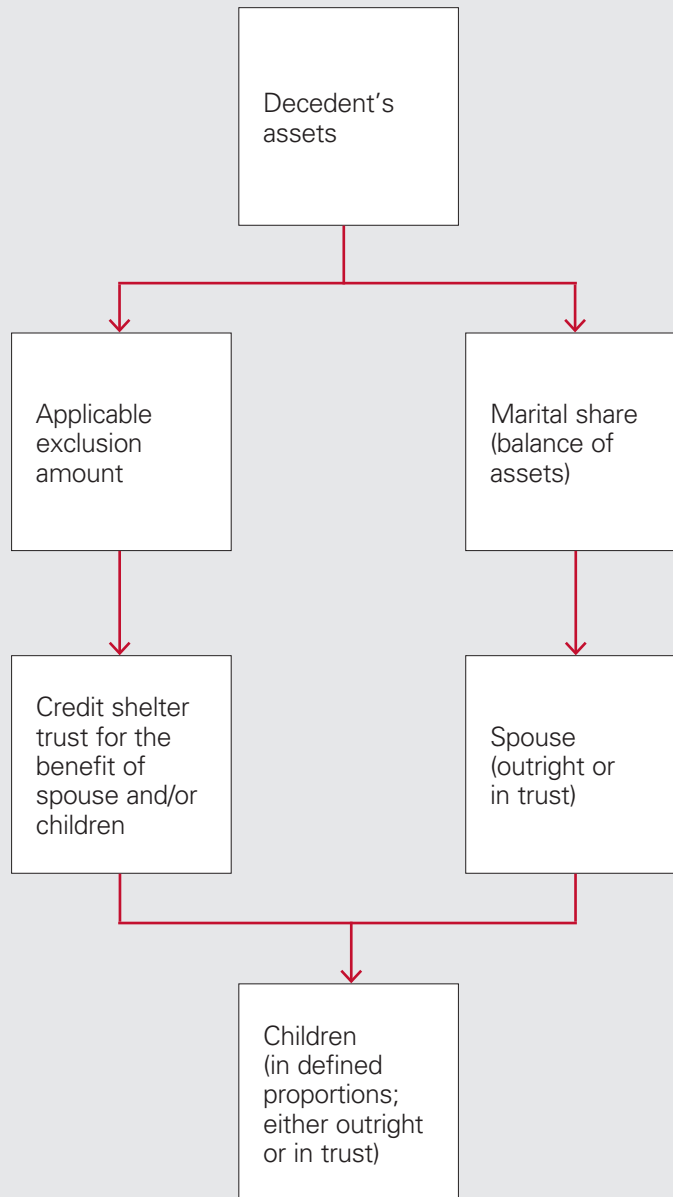 Decedent’s
assets
Applicable
exclusion
amount
Marital share
(balance of
assets)
Credit shelter
trust for the
benefit of
spouse and/or
children
Spouse
(outright or
in trust)
Children
(in defined
proportions;
either outright
or in trust)